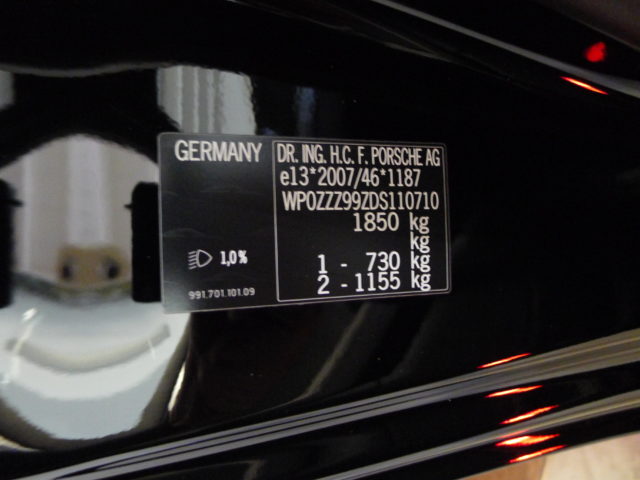 GERMANY
DR. ING. H.C. F. PORSCHE AG
e13*2007/46*1187
WP0ZZZ99ZDS110710
1850 kg
kg
1 - 730 kg
2 - 1155 kg
1,0%
991.701.101.09